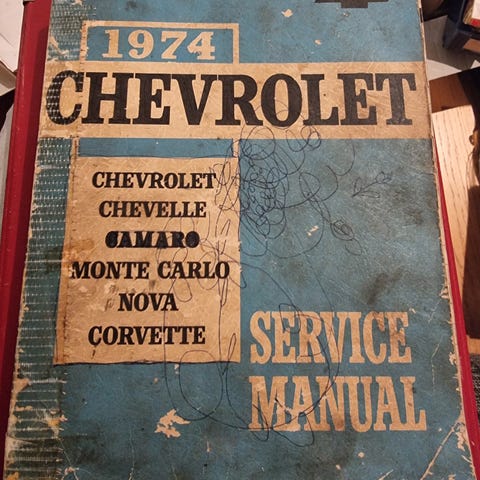 1974
CHEVROLET
CHEVROLET
CHEVELLE
CAMARO
MONTE CARLO
NOVA
CORVETTE
SERVICE
MANUAL